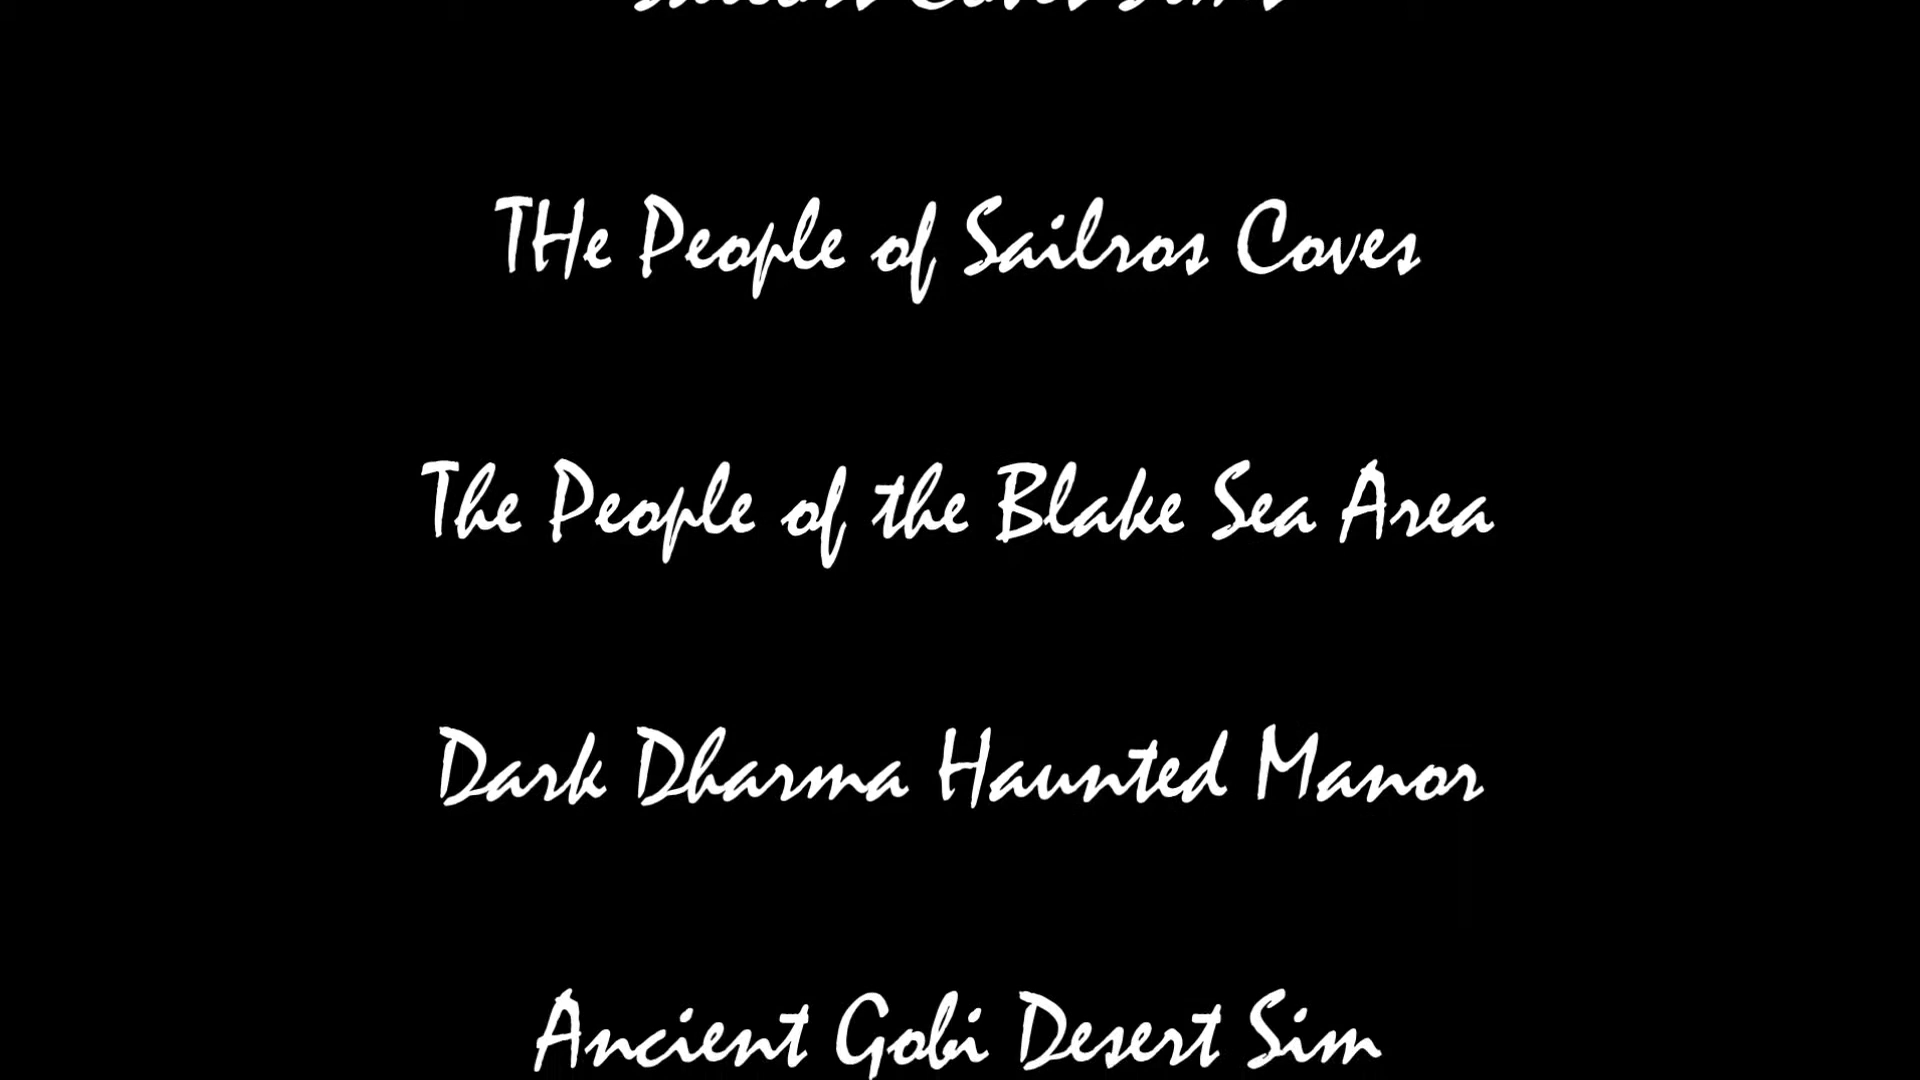 THe People of Sailros Coves
The People of the Blake Sea Area
Dark Dharma Haunted Manor
Ancient Gobi Desert Sim